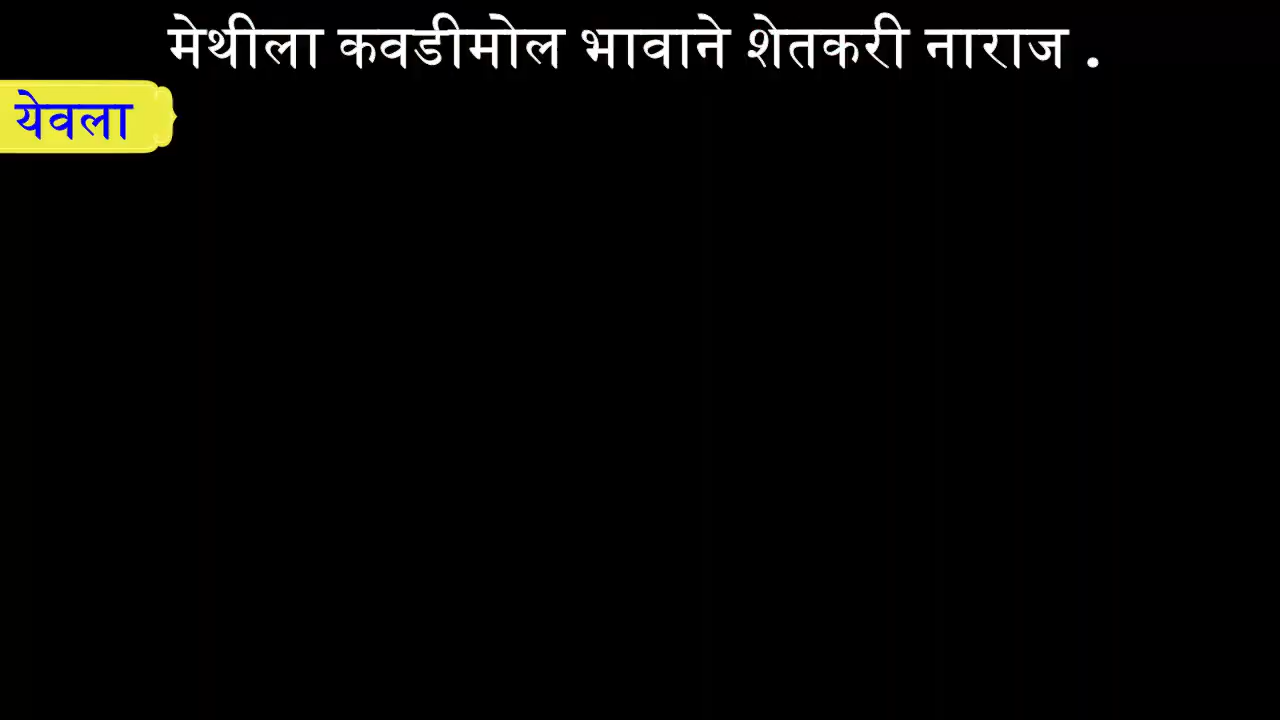 मेथीला कवडीमोल भावाने शेतकरी नाराज .
येवला